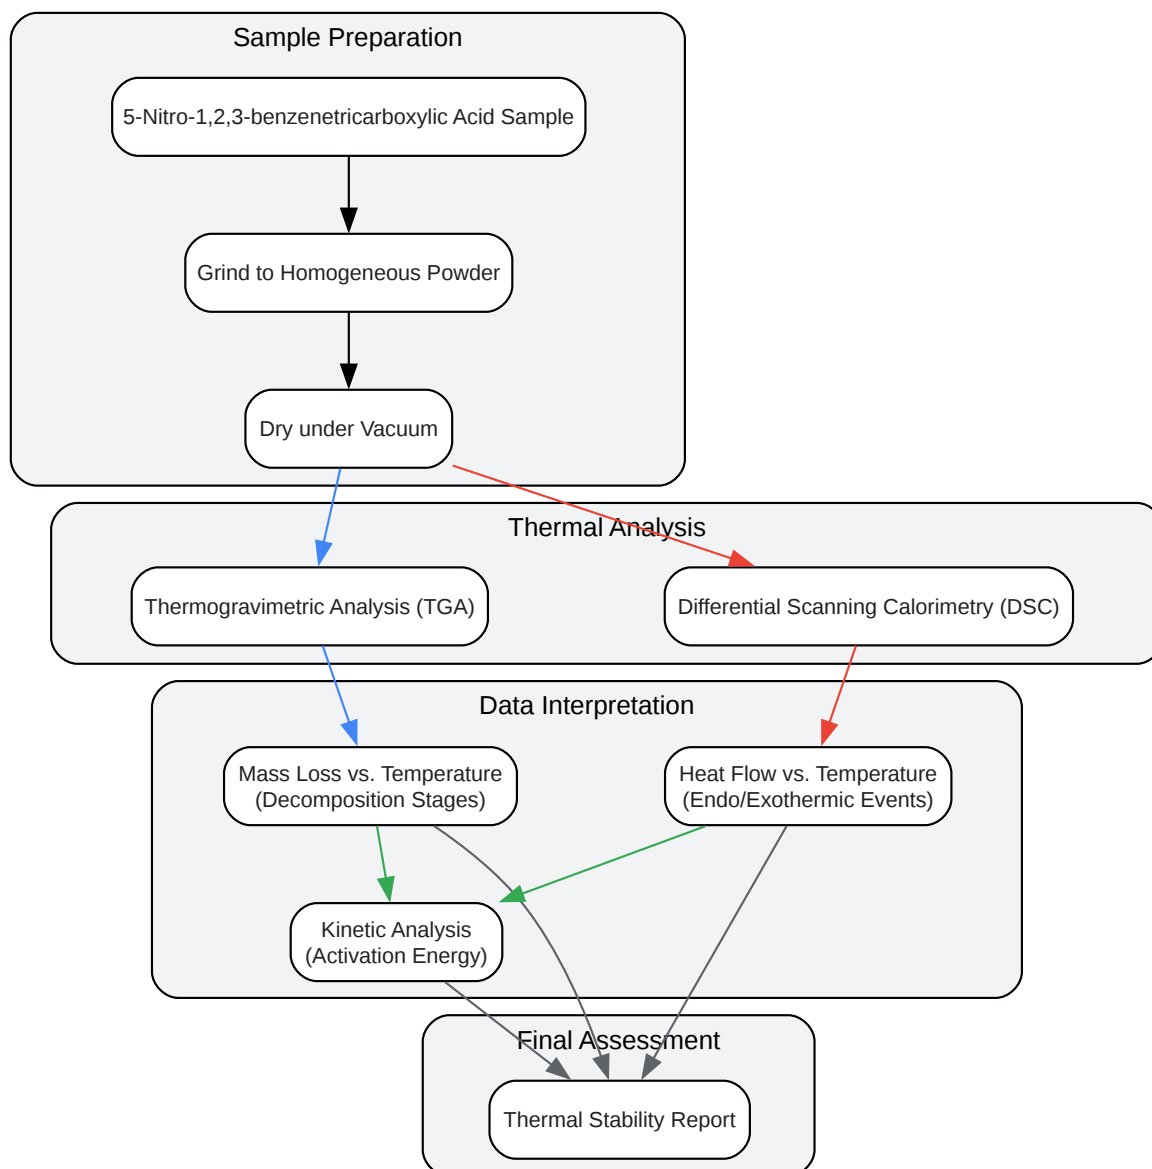 Sample Preparation
5-Nitro-1,2,3-benzenetricarboxylic Acid Sample
Grind to Homogeneous Powder
Dry under Vacuum
Thermal Analysis
Thermogravimetric Analysis (TGA)
Differential Scanning Calorimetry (DSC)
Data Interpretation
Mass Loss vs. Temperature
(Decomposition Stages)
Heat Flow vs. Temperature
(Endo/Exothermic Events)
Kinetic Analysis
(Activation Energy)
Final Assessment
Thermal Stability Report